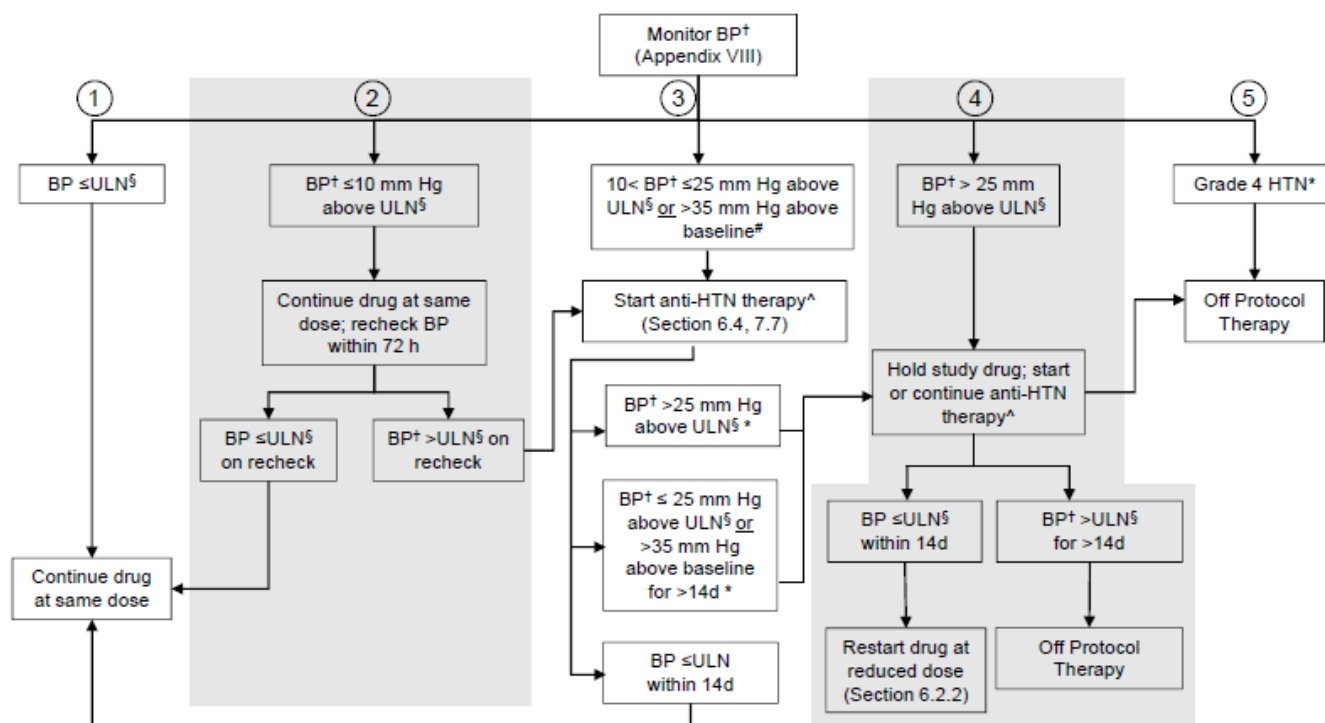 Monitor BP†
(Appendix VIII)
1
2
3
4
5
BP ≤ULN§
BP† ≤10 mm Hg
above ULN§
10< BP† ≤25 mm Hg above
ULN§ or >35 mm Hg above
baseline#
BP† > 25 mm
Hg above ULN§
Grade 4 HTN*
Continue drug at same
dose; recheck BP
within 72 h
Start anti-HTN therapy^
(Section 6.4, 7.7)
Off Protocol
Therapy
Hold study drug; start
or continue anti-HTN
therapy^
BP ≤ULN§
on recheck
BP† >ULN§ on
recheck
BP† >25 mm Hg
above ULN§ *
BP† ≤ 25 mm Hg
above ULN§ or
>35 mm Hg
above baseline
for >14d *
BP ≤ULN§
within 14d
BP† >ULN§
for >14d
Continue drug
at same dose
BP ≤ULN
within 14d
Restart drug at
reduced dose
(Section 6.2.2)
Off Protocol
Therapy